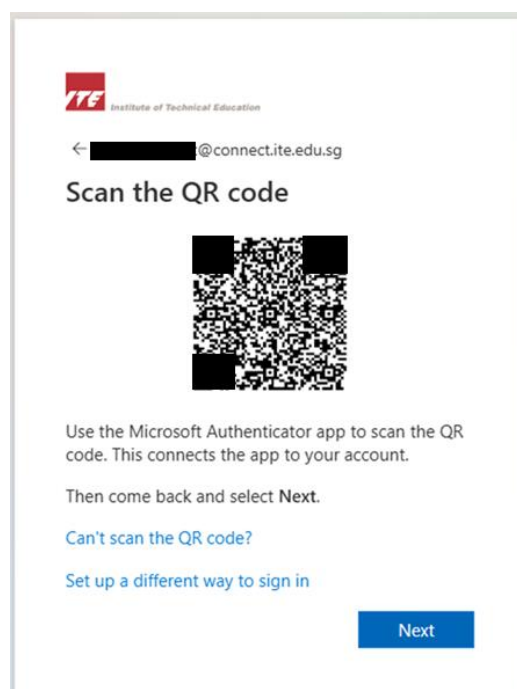 ITE Institute of Technical Education
← @connect.ite.edu.sg
Scan the QR code
Use the Microsoft Authenticator app to scan the QR
code. This connects the app to your account.
Then come back and select Next.
Can't scan the QR code?
Set up a different way to sign in
Next